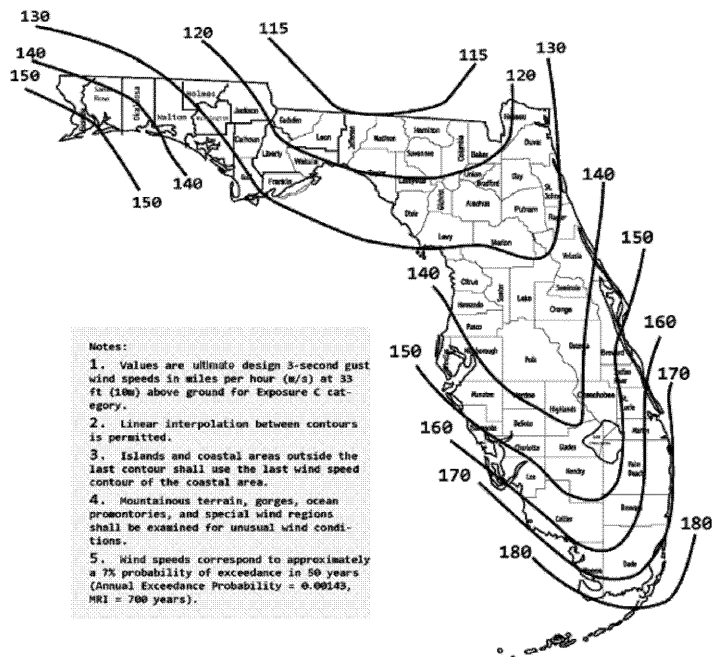 130
115
120
130
140
150
115
120
140
150
140
140
150
140
150
160
170
160
170
180
180
Holmes
Okaloosa
Walton
Jackson
Calhoun
Liberty
Gadsden
Leon
Wakulla
Franklin
Madison
Hamilton
Suwannee
Columbia
Baker
Nassau
Duval
Union
Bradford
Clay
Alachua
Putnam
Dixie
Levy
Marion
Volusia
Citrus
Lake
Seminole
Orange
Hernando
Pasco
Hillsborough
Polk
Osceola
Brevard
Manatee
Highlands
Okeechobee
Martin
DeSoto
Charlotte
Glades
Lee
Hendry
Palm
Beach
Collier
Dade
Notes:
1. Values are ultimate design 3-second gust
wind speeds in miles per hour (m/s) at 33
ft (10m) above ground for Exposure C cat-
egory.
2. Linear interpolation between contours
is permitted.
3. Islands and coastal areas outside the
last contour shall use the last wind speed
contour of the coastal area.
4. Mountainous terrain, gorges, ocean
promontories, and special wind regions
shall be examined for unusual wind condi-
tions.
5. Wind speeds correspond to approximately
a 7% probability of exceedance in 50 years
(Annual Exceedance Probability = 0.00143,
MRI = 700 years).